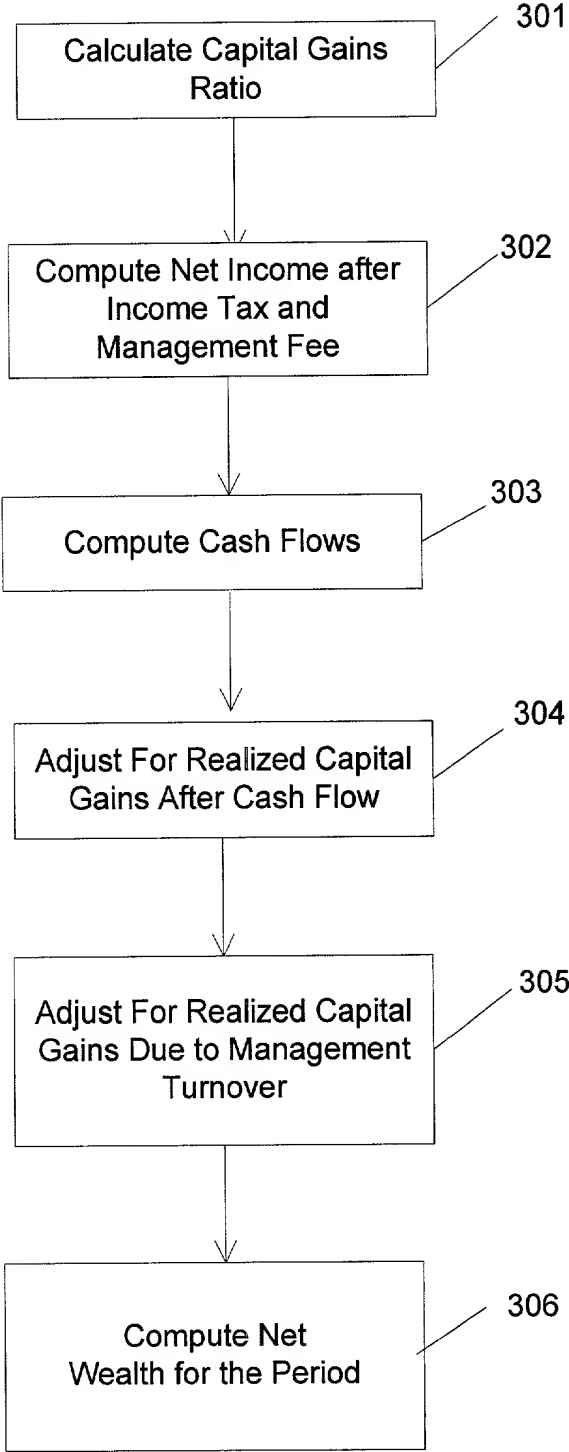 301
Calculate Capital Gains
Ratio
302
Compute Net Income after
Income Tax and
Management Fee
303
Compute Cash Flows
304
Adjust For Realized Capital
Gains After Cash Flow
305
Adjust For Realized Capital
Gains Due to Management
Turnover
306
Compute Net
Wealth for the Period